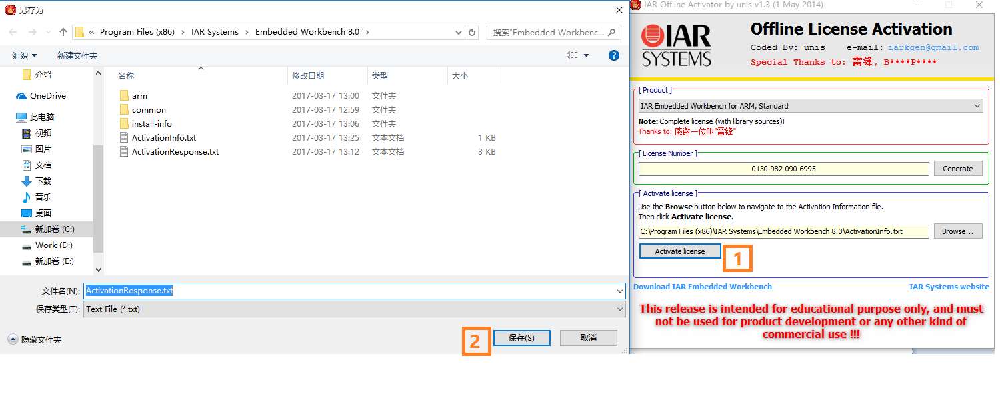 另存为
« Program Files (x86) › IAR Systems › Embedded Workbench 8.0 ›
搜索"Embedded Workbenc...
组织
新建文件夹
介绍
OneDrive
此电脑
视频
图片
文档
下载
音乐
桌面
新加卷 (C:)
Work (D:)
新加卷 (E:)
名称 修改日期 类型 大小
arm 2017-03-17 13:00 文件夹
common 2017-03-17 12:59 文件夹
install-info 2017-03-17 13:06 文件夹
ActivationInfo.txt 2017-03-17 13:25 文本文档 1 KB
ActivationResponse.txt 2017-03-17 13:12 文本文档 3 KB
文件名(N): ActivationResponse.txt
保存类型(T): Text File (*.txt)
隐藏文件夹
2
保存(S)
取消
IAR Offline Activator by unis v1.3 (1 May 2014)
IAR
SYSTEMS
Offline License Activation
Coded By: unis e-mail: iarkgen@gmail.com
Special Thanks to: 雷锋, B****P****
[ Product ]
IAR Embedded Workbench for ARM, Standard
Note: Complete license (with library sources)!
Thanks to: 感谢一位叫"雷锋"
[ License Number ]
0130-982-090-6995
Generate
[ Activate license ]
Use the Browse button below to navigate to the Activation Information file.
Then click Activate license.
C:\Program Files (x86)\IAR Systems\Embedded Workbench 8.0\ActivationInfo.txt
Browse...
Activate license
1
Download IAR Embedded Workbench
IAR Systems website
This release is intended for educational purpose only, and must
not be used for product development or any other kind of
commercial use !!!